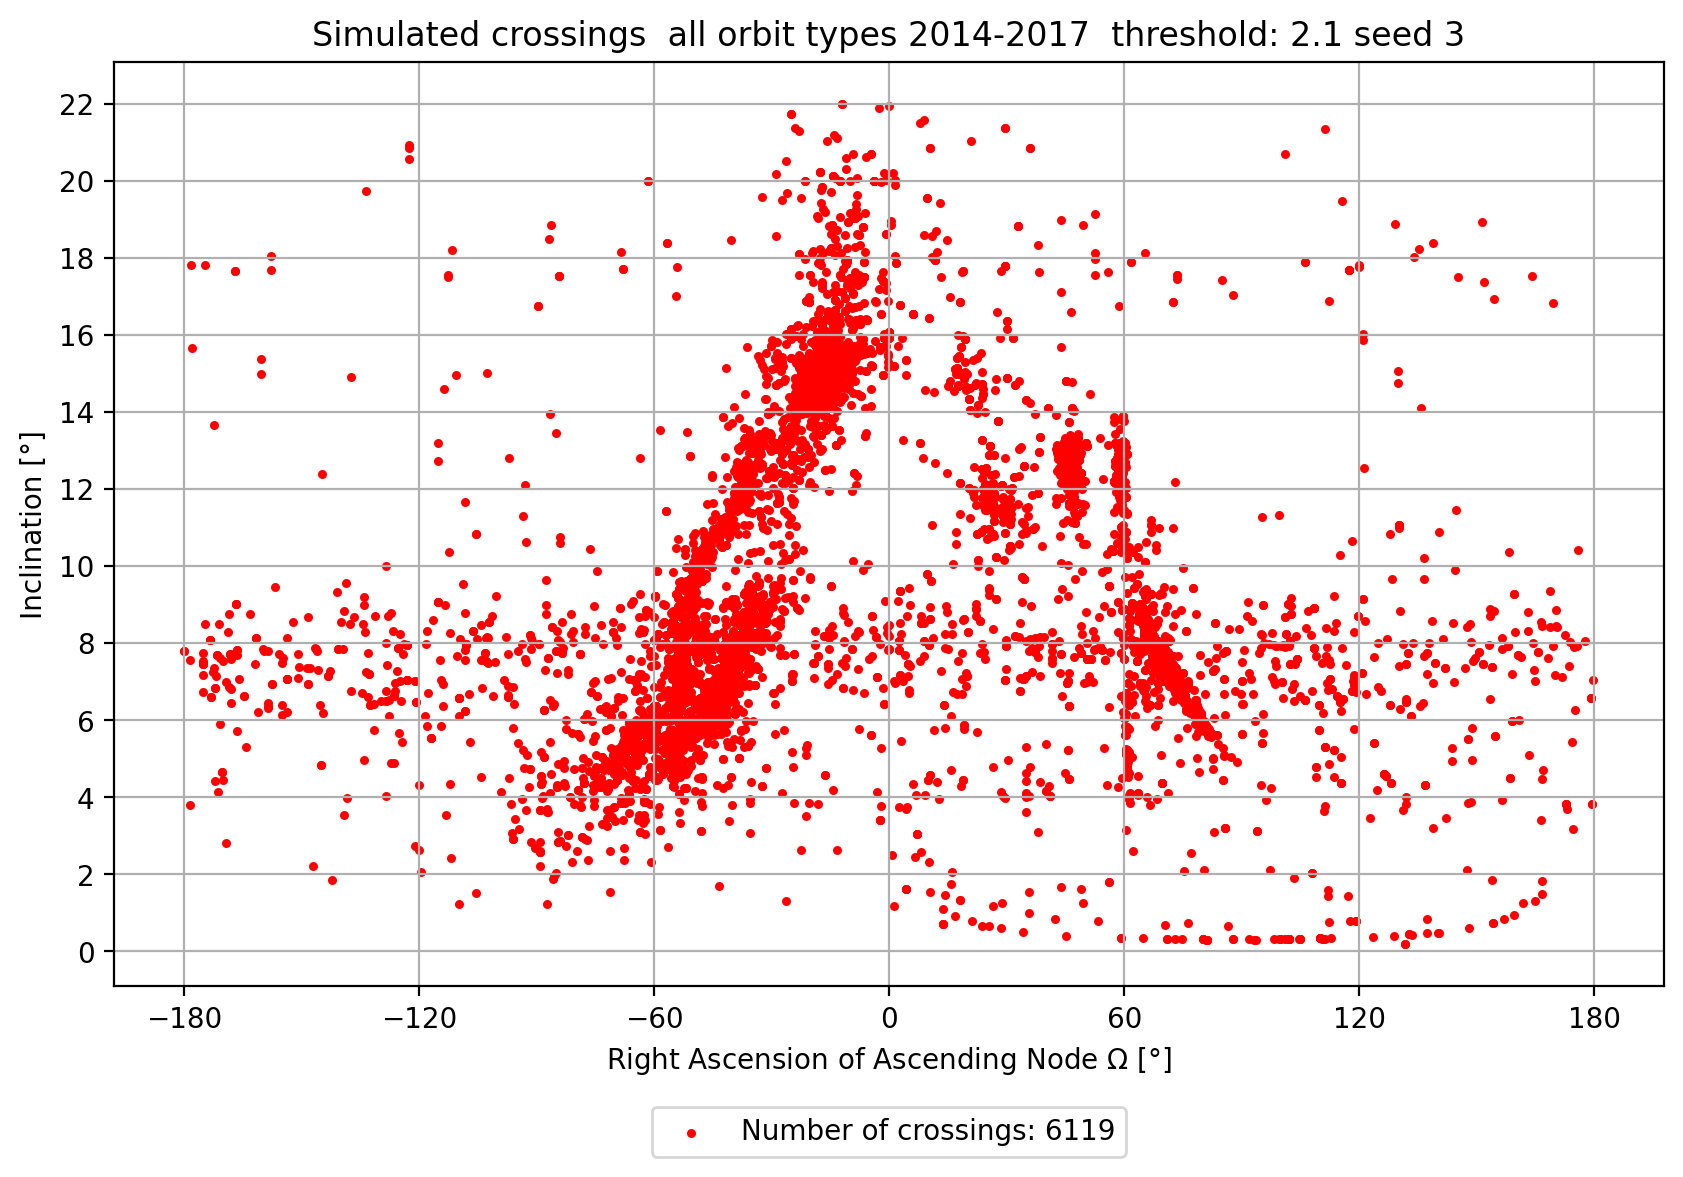 Simulated crossings  all orbit types 2014-2017  threshold: 2.1 seed 3
22
20
18
16
14
12
10
8
6
4
2
0
Inclination [°]
−180 −120 −60 0 60 120 180
Right Ascension of Ascending Node Ω [°]
Number of crossings: 6119